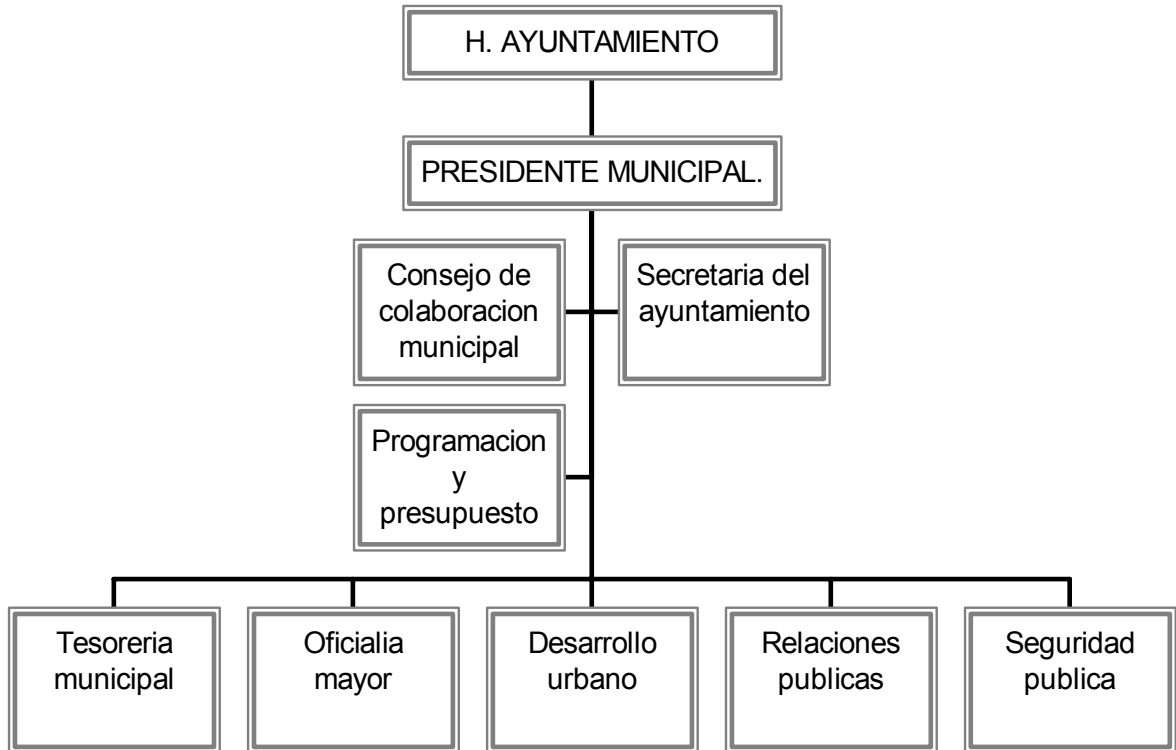 H. AYUNTAMIENTO
PRESIDENTE MUNICIPAL.
Consejo de
colaboracion
municipal
Secretaria del
ayuntamiento
Programacion
y
presupuesto
Tesoreria
municipal
Oficialia
mayor
Desarrollo
urbano
Relaciones
publicas
Seguridad
publica